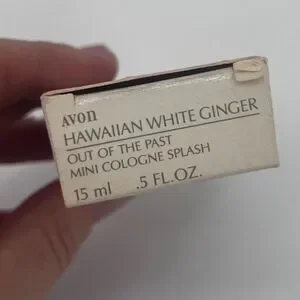 AVON
HAWAIIAN WHITE GINGER
OUT OF THE PAST
MINI COLOGNE SPLASH
15 ml .5 FL.OZ.